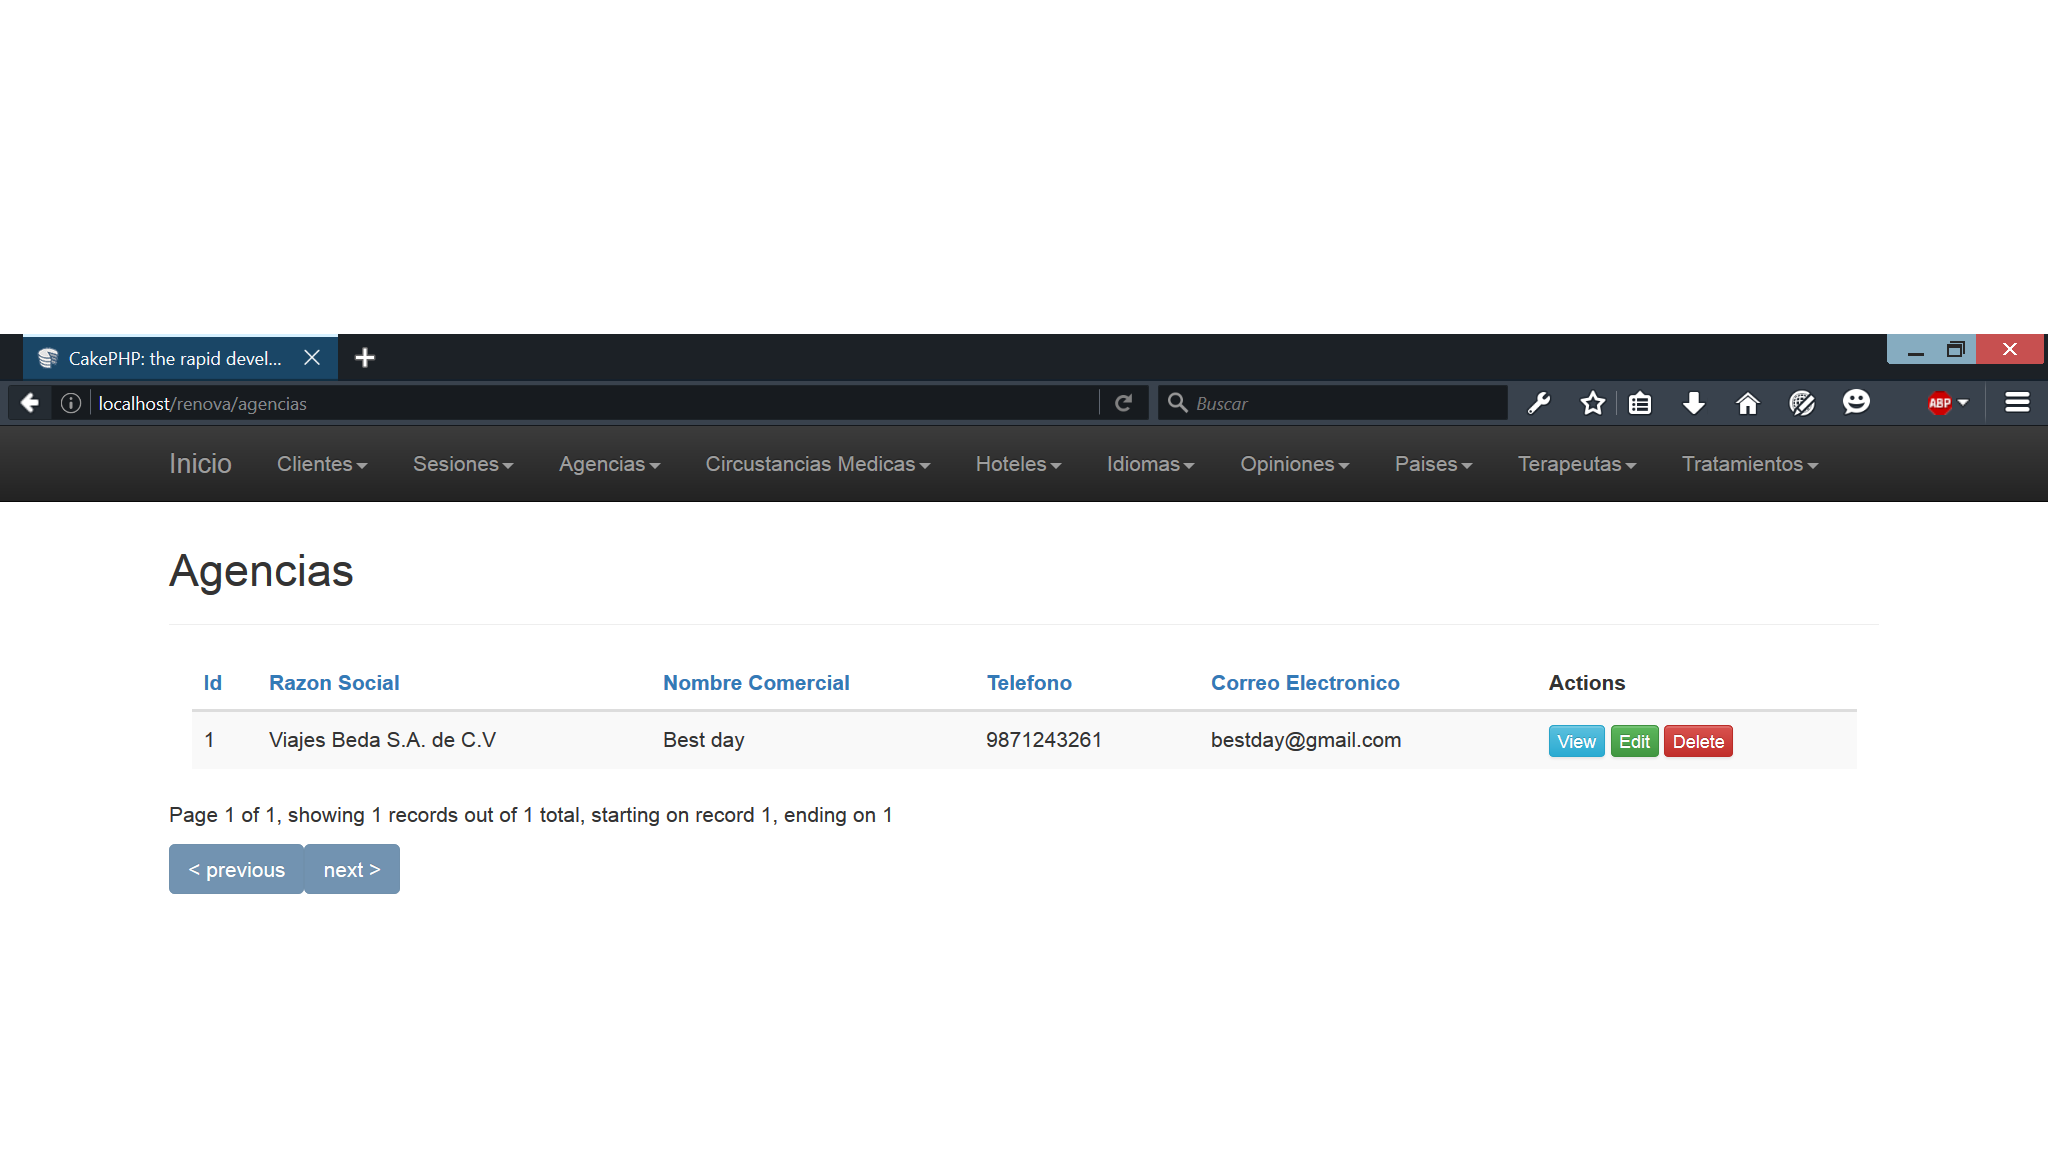 CakePHP: the rapid devel...
localhost/renova/agencias
Buscar
ABP
Inicio Clientes Sesiones Agencias Circustancias Medicas Hoteles Idiomas Opiniones Paises Terapeutas Tratamientos
Agencias
Id Razon Social Nombre Comercial Telefono Correo Electronico Actions
1 Viajes Beda S.A. de C.V Best day 9871243261 bestday@gmail.com View Edit Delete
Page 1 of 1, showing 1 records out of 1 total, starting on record 1, ending on 1
< previous next >